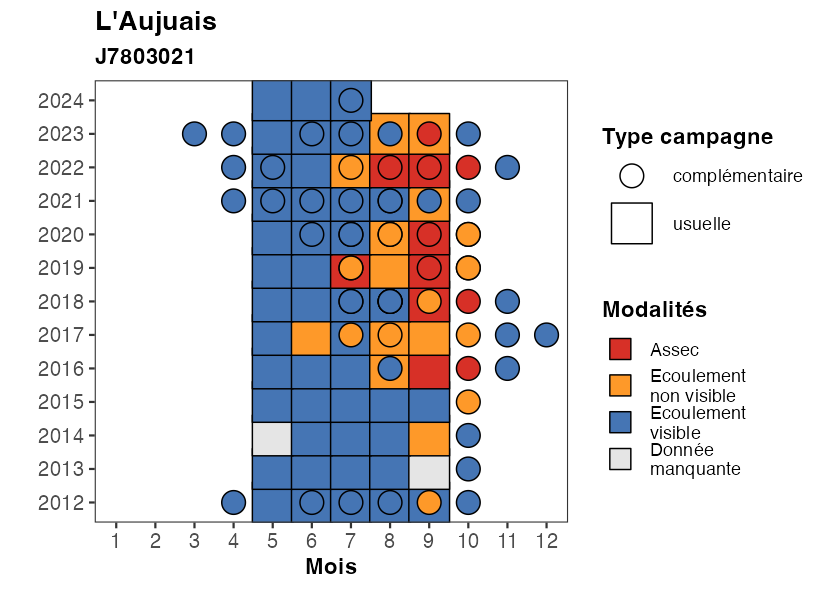 L'Aujuais
J7803021
2024
2023
2022
2021
2020
2019
2018
2017
2016
2015
2014
2013
2012
1 2 3 4 5 6 7 8 9 10 11 12
Mois
Type campagne
complémentaire
usuelle
Modalités
Assec
Ecoulement
non visible
Ecoulement
visible
Donnée
manquante